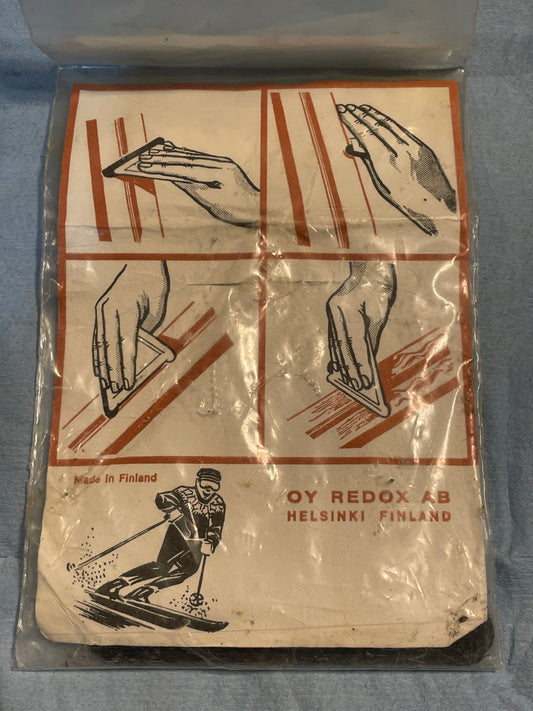 Made in Finland
OY REDOX AB
HELSINKI FINLAND